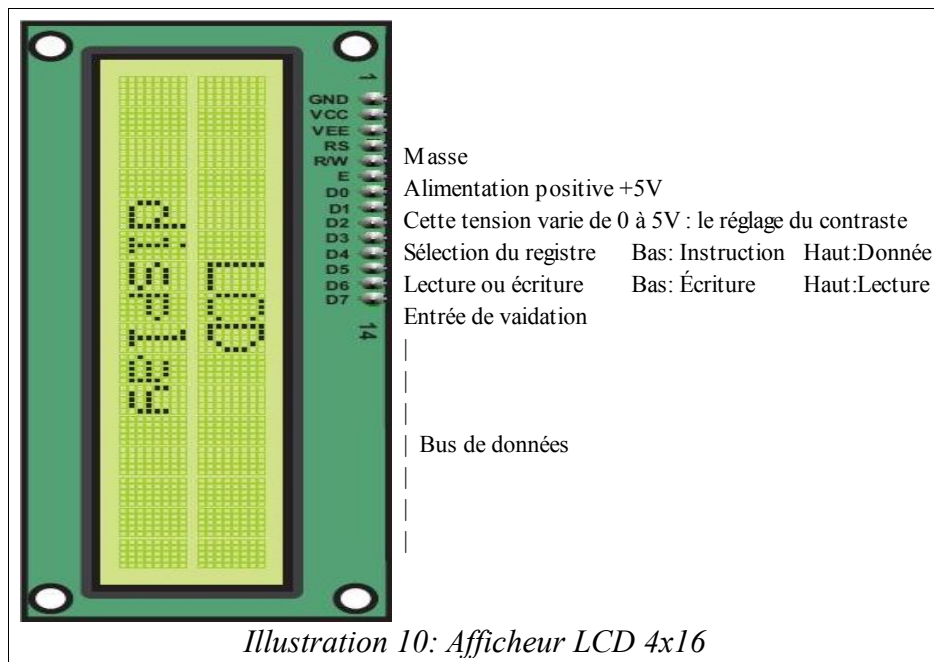 LCD
display
1
GND
VCC
VEE
RS
R/W
E
D0
D1
D2
D3
D4
D5
D6
D7
14
Masse
Alimentation positive +5V
Cette tension varie de 0 à 5V : le réglage du contraste
Sélection du registre Bas: Instruction Haut:Donnée
Lecture ou écriture Bas: Écriture Haut:Lecture
Entrée de vaidation
|
|
|
| Bus de données
|
|
|
Illustration 10: Afficheur LCD 4x16